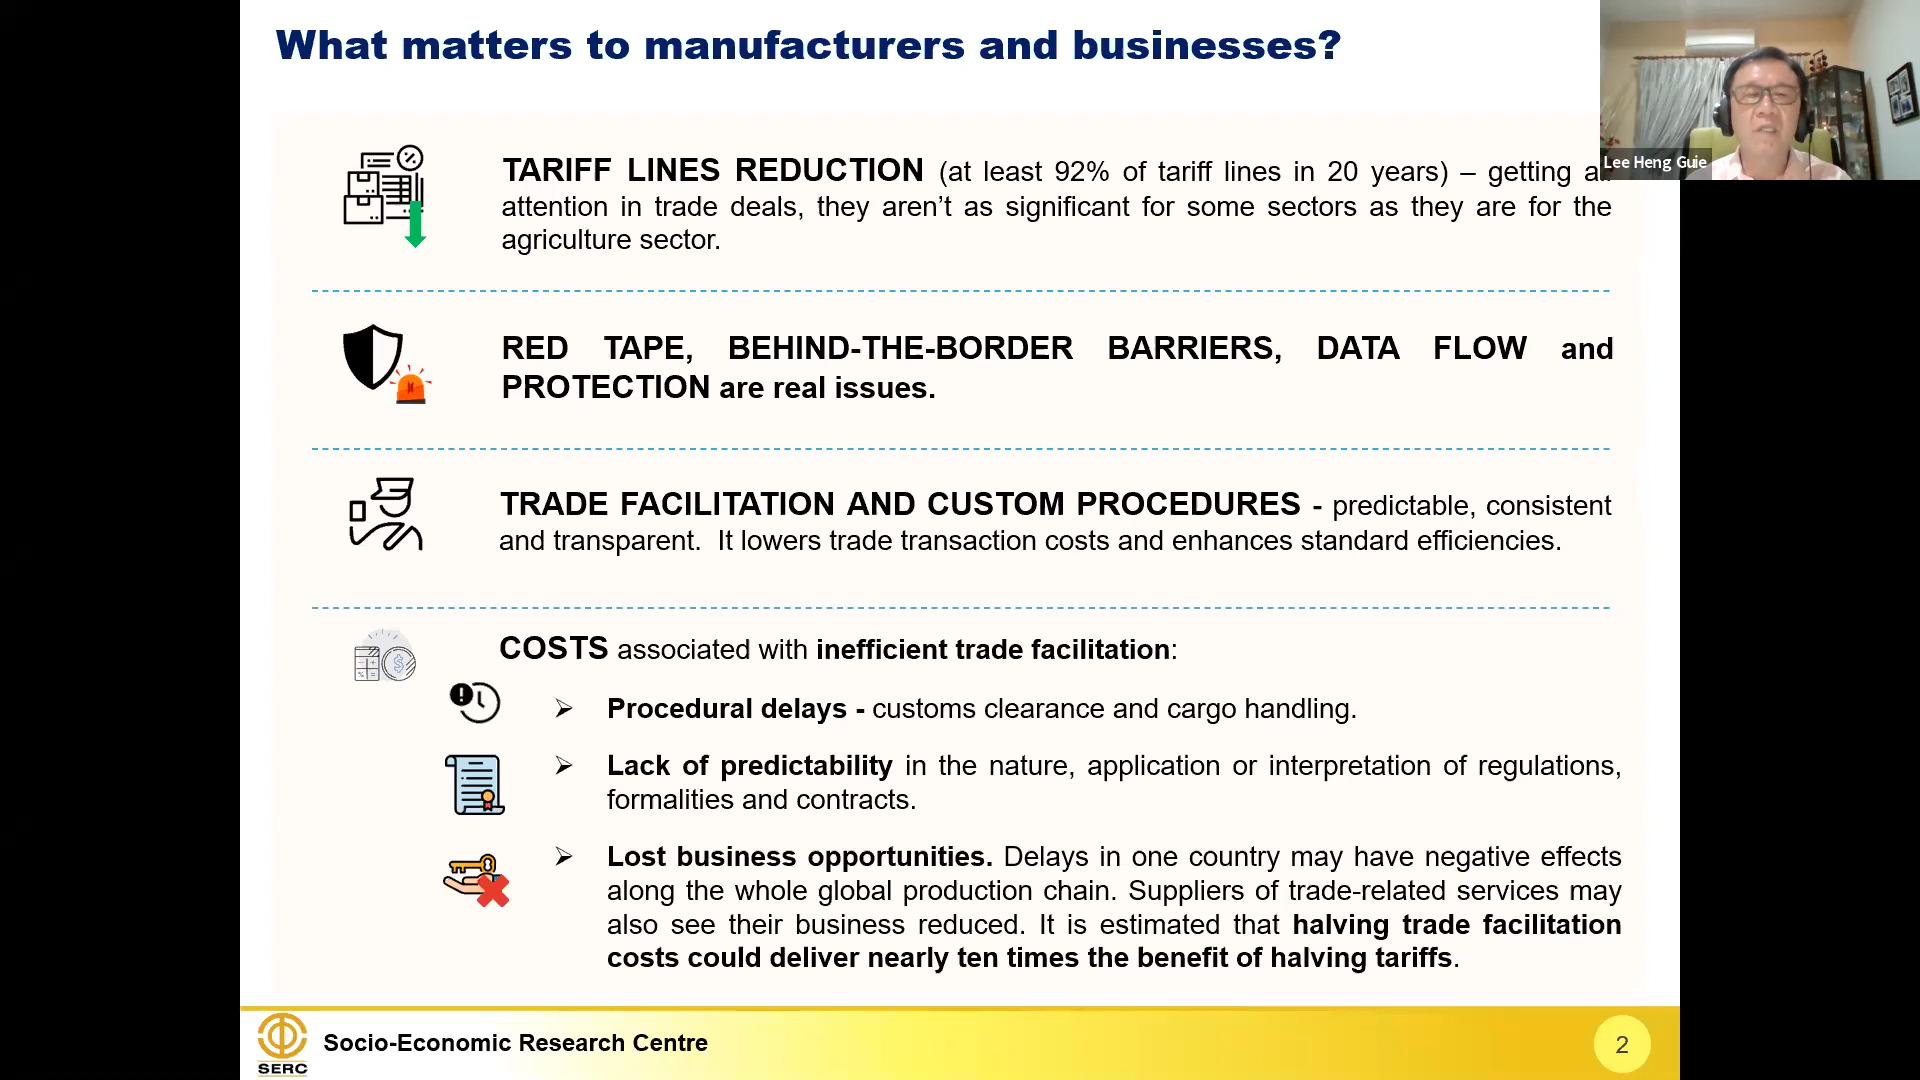 What matters to manufacturers and businesses?
Lee Heng Guie
TARIFF LINES REDUCTION (at least 92% of tariff lines in 20 years) – getting
attention in trade deals, they aren’t as significant for some sectors as they are for the
agriculture sector.
RED TAPE, BEHIND-THE-BORDER BARRIERS, DATA FLOW and
PROTECTION are real issues.
TRADE FACILITATION AND CUSTOM PROCEDURES - predictable, consistent
and transparent. It lowers trade transaction costs and enhances standard efficiencies.
COSTS associated with inefficient trade facilitation:
➢ Procedural delays - customs clearance and cargo handling.
➢ Lack of predictability in the nature, application or interpretation of regulations,
formalities and contracts.
➢ Lost business opportunities. Delays in one country may have negative effects
along the whole global production chain. Suppliers of trade-related services may
also see their business reduced. It is estimated that halving trade facilitation
costs could deliver nearly ten times the benefit of halving tariffs.
SERC
Socio-Economic Research Centre
2